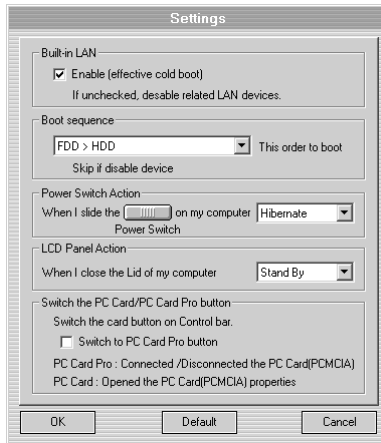 Settings
Built-in LAN
Enable (effective cold boot)
If unchecked, desable related LAN devices.
Boot sequence
FDD > HDD This order to boot
Skip if disable device
Power Switch Action
When I slide the on my computer Hibernate
Power Switch
LCD Panel Action
When I close the Lid of my computer Stand By
Switch the PC Card/PC Card Pro button
Switch the card button on Control bar.
Switch to PC Card Pro button
PC Card Pro : Connected /Disconnected the PC Card(PCMCIA)
PC Card : Opened the PC Card(PCMCIA) properties
OK Default Cancel